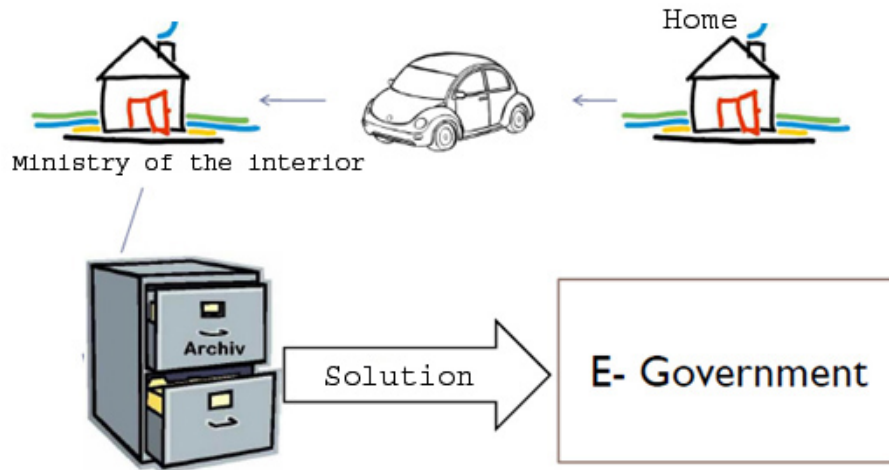 Home
Ministry of the interior
Archiv
Solution
E- Government